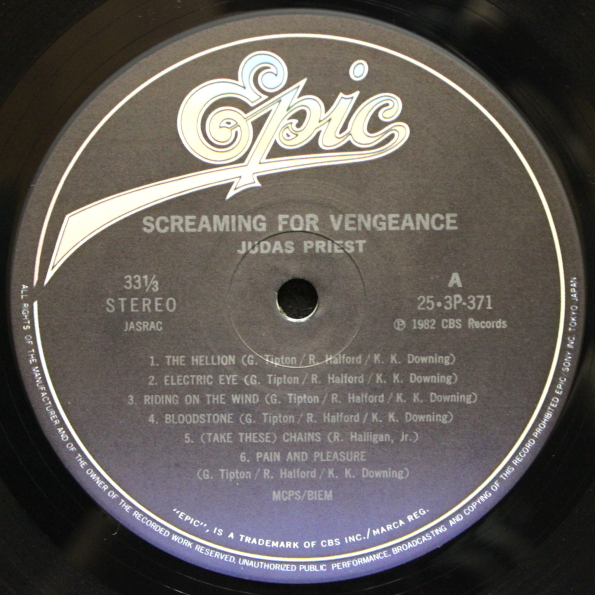 Epic
SCREAMING FOR VENGEANCE
JUDAS PRIEST
33⅓
STEREO
JASRAC
A
25・3P-371
℗ 1982 CBS Records
1. THE HELLION (G. Tipton / R. Halford / K. K. Downing)
2. ELECTRIC EYE (G. Tipton / R. Halford / K. K. Downing)
3. RIDING ON THE WIND (G. Tipton / R. Halford / K. K. Downing)
4. BLOODSTONE (G. Tipton / R. Halford / K. K. Downing)
5. (TAKE THESE) CHAINS (R. Halligan, Jr.)
6. PAIN AND PLEASURE
(G. Tipton / R. Halford / K. K. Downing)
MCPS/BIEM
"EPIC", IS A TRADEMARK OF CBS INC./MARCA REG.
ALL RIGHTS OF THE MANUFACTURER AND OF THE OWNER OF THE RECORDED WORK RESERVED. UNAUTHORIZED PUBLIC PERFORMANCE, BROADCASTING AND COPYING OF THIS RECORD PROHIBITED EPIC/SONY INC. TOKYO JAPAN